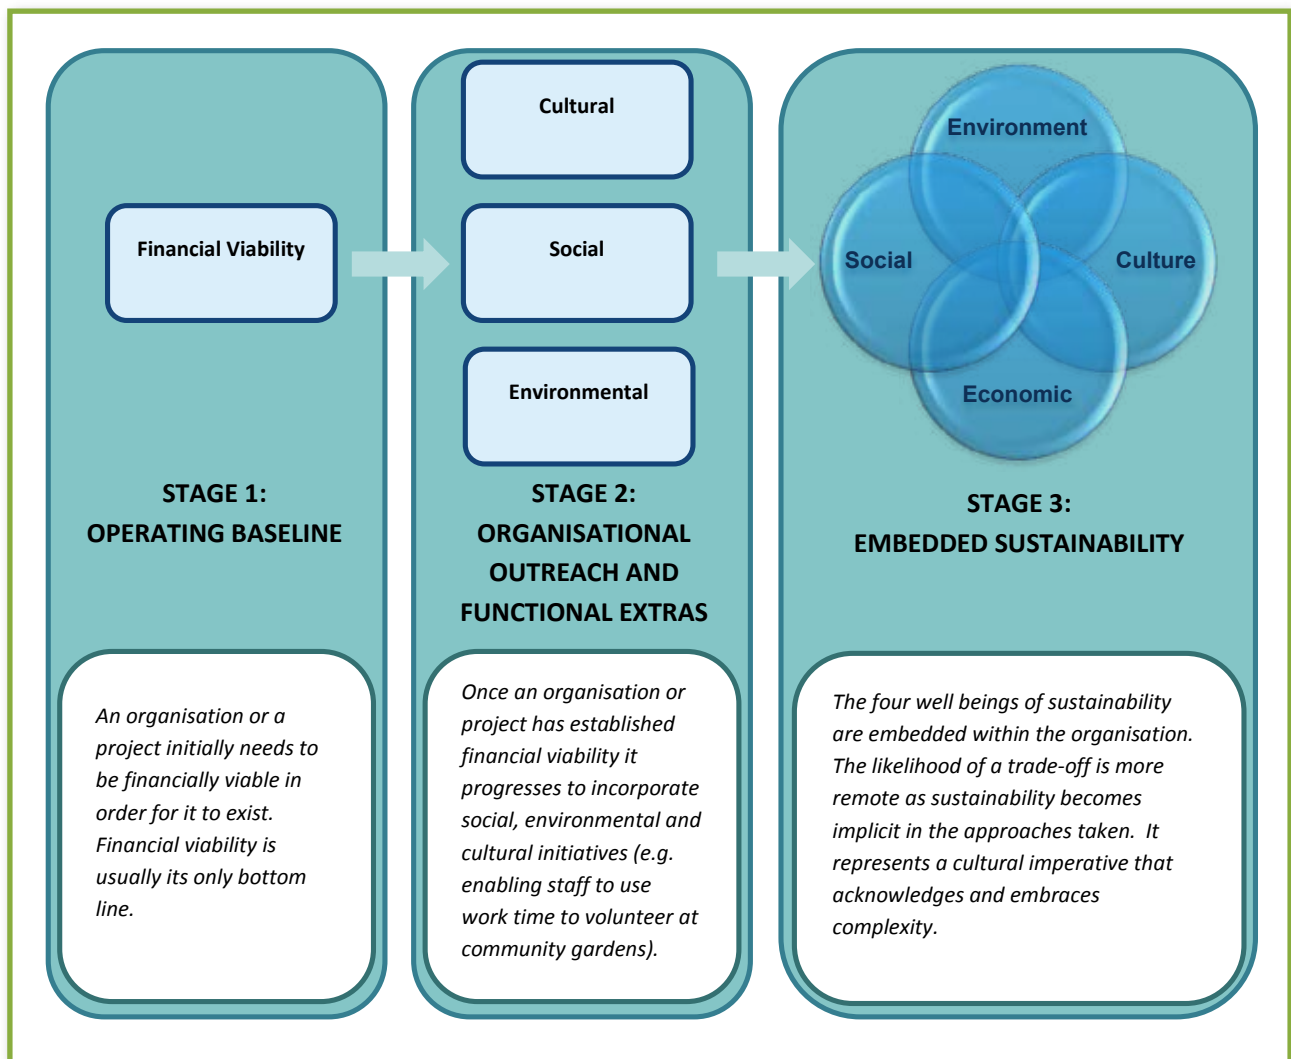 Financial Viability
STAGE 1:
OPERATING BASELINE
An organisation or a
project initially needs to
be financially viable in
order for it to exist.
Financial viability is
usually its only bottom
line.
Cultural
Social
Environmental
STAGE 2:
ORGANISATIONAL
OUTREACH AND
FUNCTIONAL EXTRAS
Once an organisation or
project has established
financial viability it
progresses to incorporate
social, environmental and
cultural initiatives (e.g.
enabling staff to use
work time to volunteer at
community gardens).
Environment
Social
Culture
Economic
STAGE 3:
EMBEDDED SUSTAINABILITY
The four well beings of sustainability
are embedded within the organisation.
The likelihood of a trade-off is more
remote as sustainability becomes
implicit in the approaches taken.  It
represents a cultural imperative that
acknowledges and embraces
complexity.